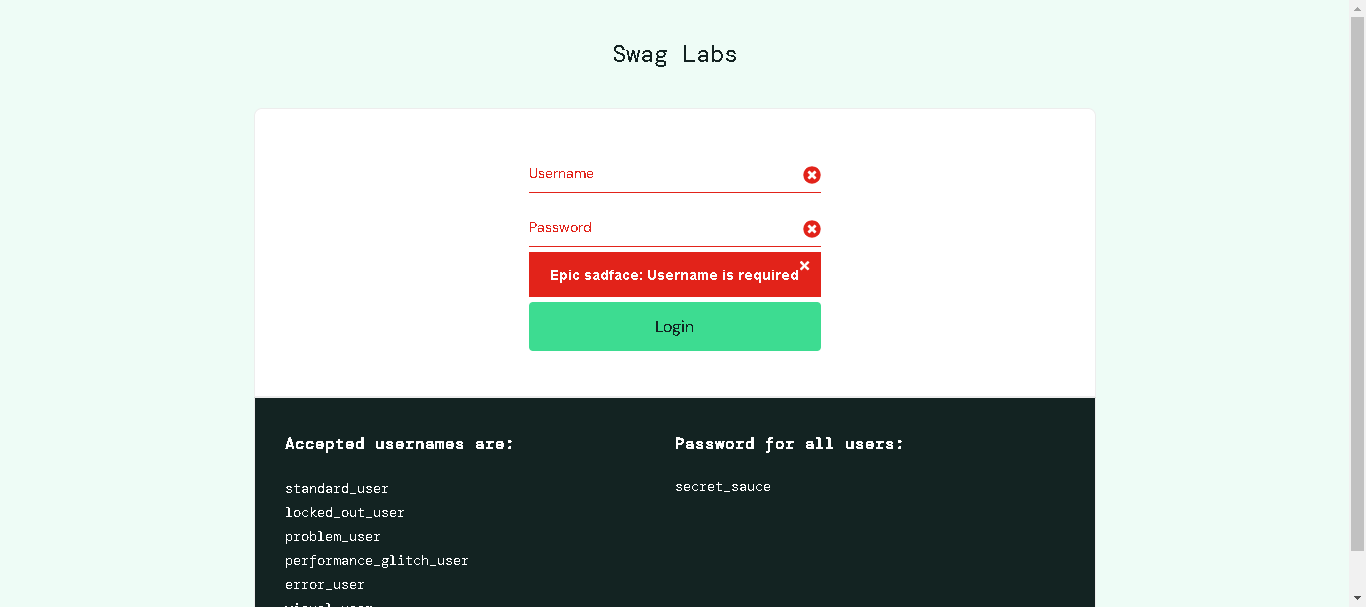 Swag Labs
Username
Password
Epic sadface: Username is required
Login
Accepted usernames are:
standard_user
locked_out_user
problem_user
performance_glitch_user
error_user
Password for all users:
secret_sauce